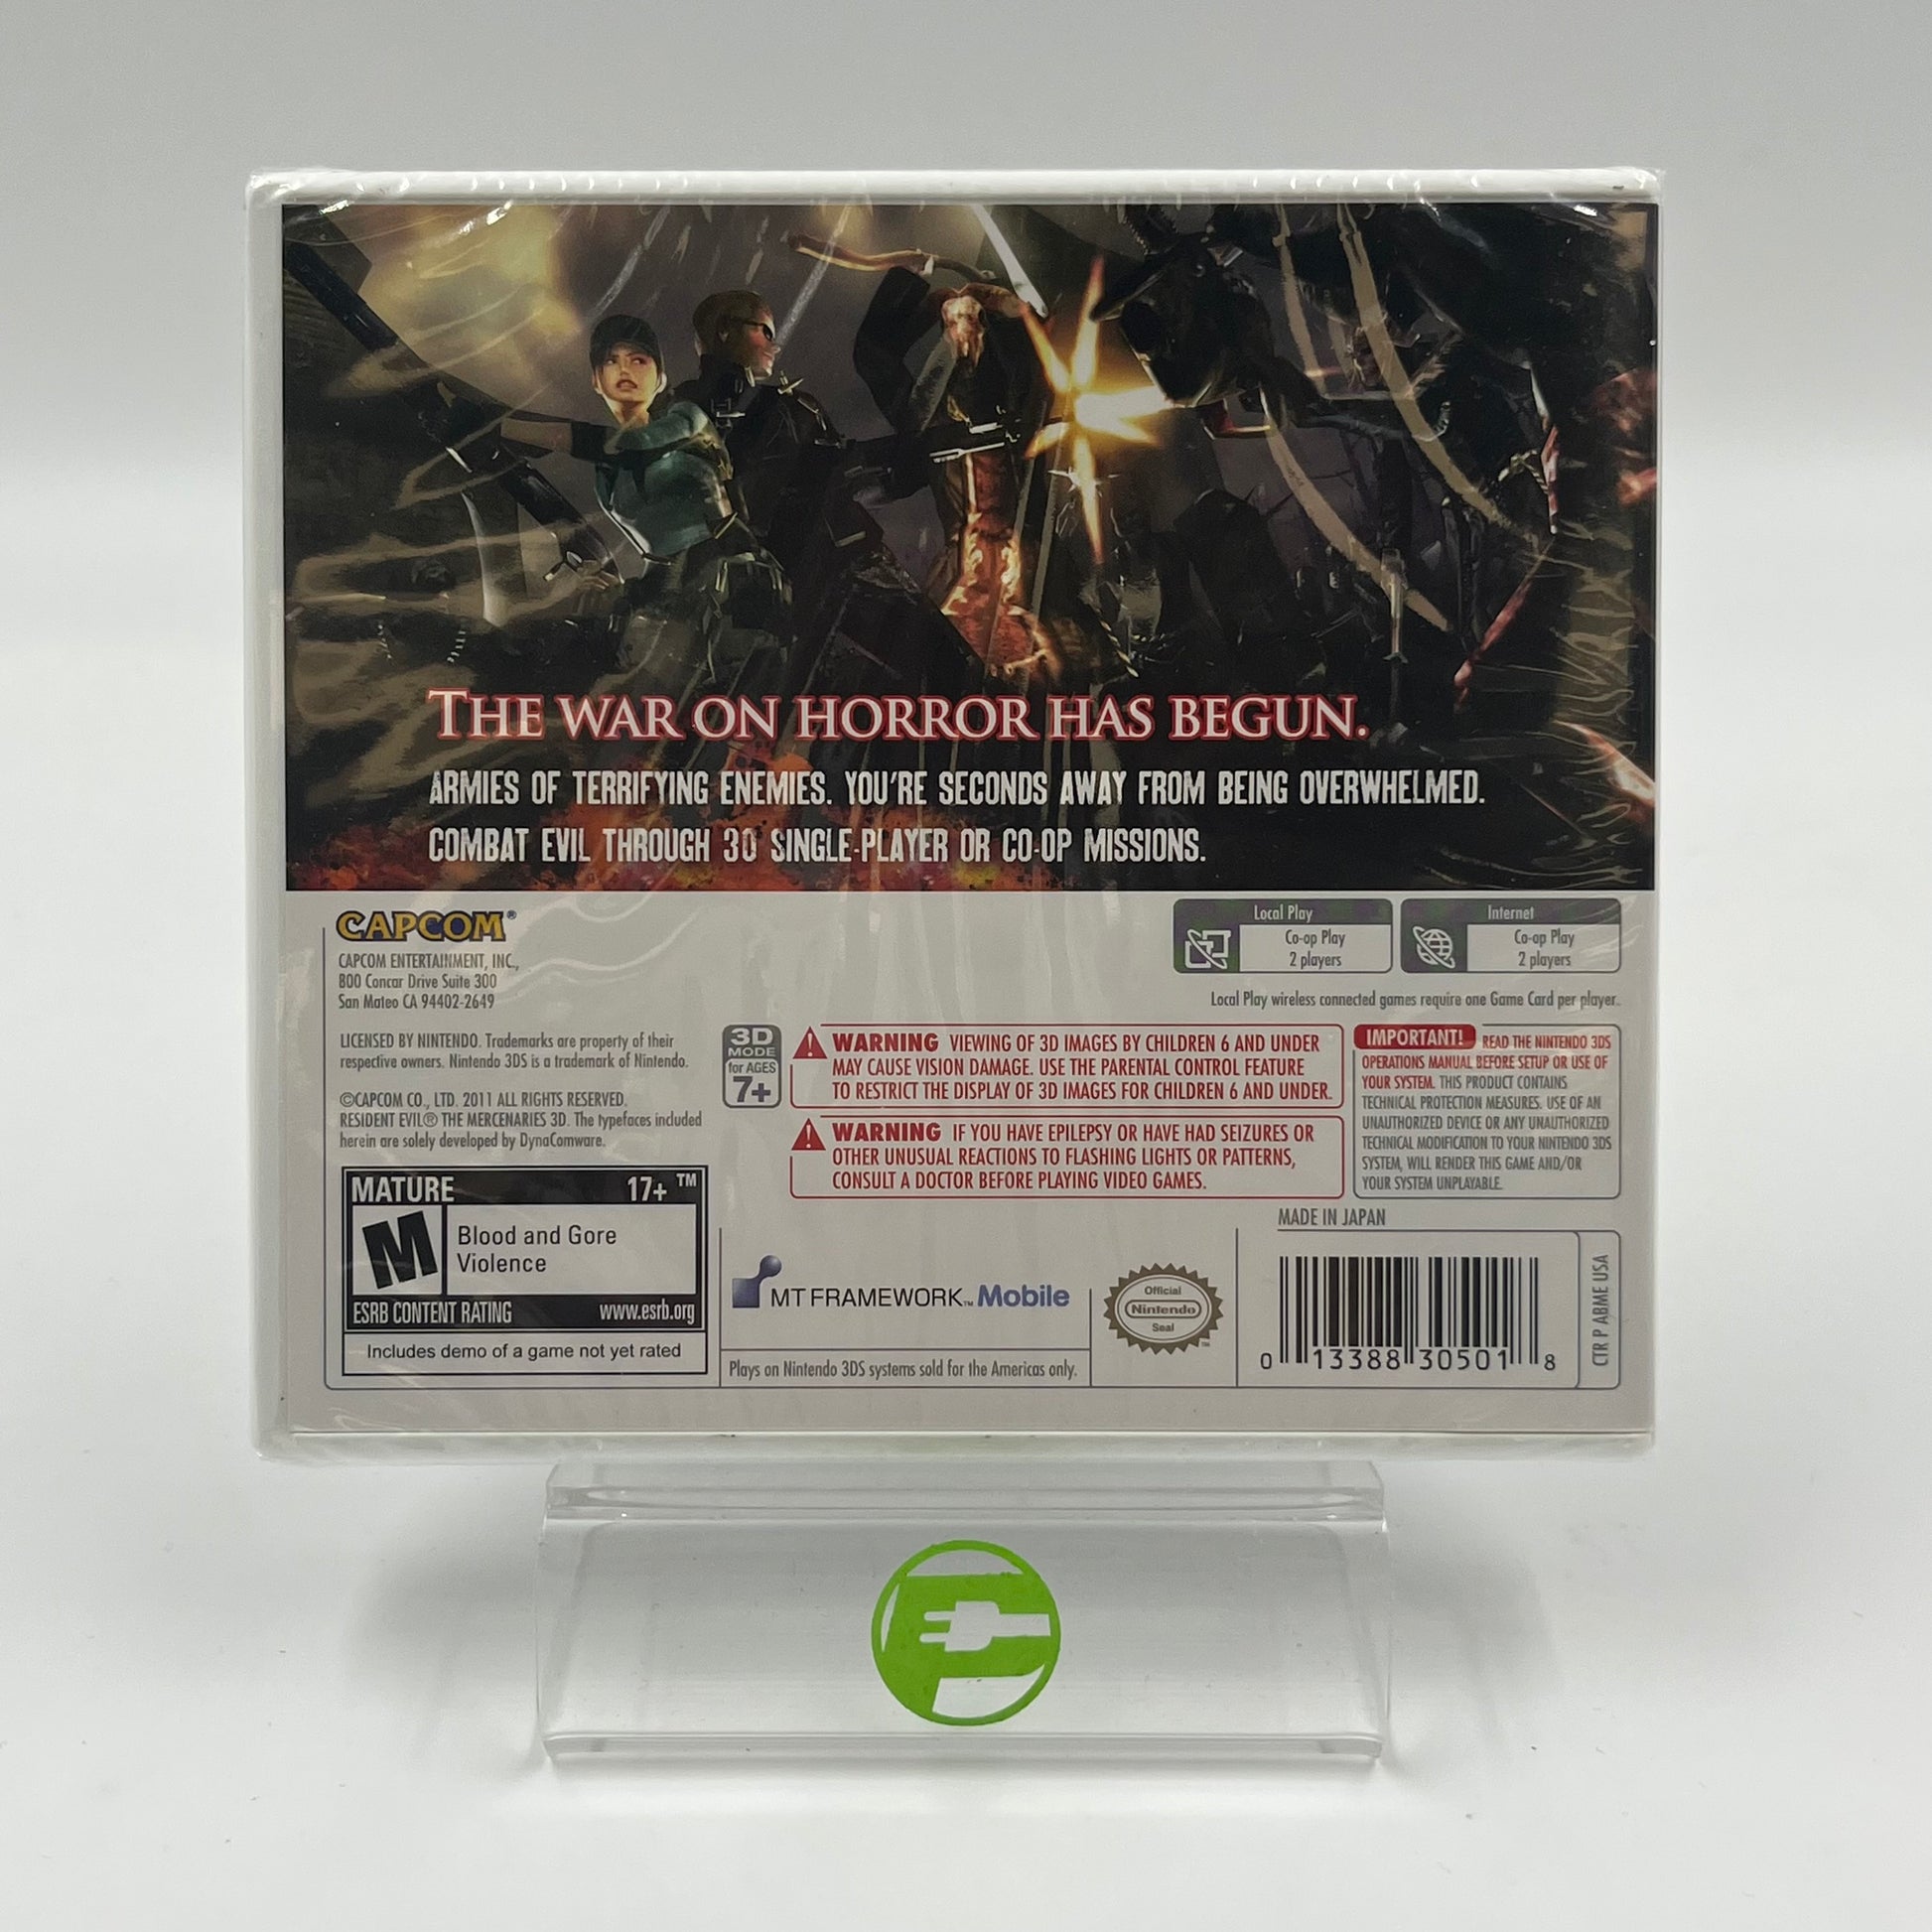 THE WAR ON HORROR HAS BEGUN.
ARMIES OF TERRIFYING ENEMIES. YOU'RE SECONDS AWAY FROM BEING OVERWHELMED.
COMBAT EVIL THROUGH 30 SINGLE-PLAYER OR CO-OP MISSIONS.
CAPCOM®
CAPCOM ENTERTAINMENT, INC.,
800 Concar Drive Suite 300
San Mateo CA 94402-2649
Local Play
Co-op Play
2 players
Internet
Co-op Play
2 players
Local Play wireless connected games require one Game Card per player.
LICENSED BY NINTENDO. Trademarks are property of their
respective owners. Nintendo 3DS is a trademark of Nintendo.
©CAPCOM CO., LTD. 2011 ALL RIGHTS RESERVED.
RESIDENT EVIL® THE MERCENARIES 3D. The typefaces included
herein are solely developed by DynaComware.
3D
MODE
for AGES
7+
WARNING VIEWING OF 3D IMAGES BY CHILDREN 6 AND UNDER
MAY CAUSE VISION DAMAGE. USE THE PARENTAL CONTROL FEATURE
TO RESTRICT THE DISPLAY OF 3D IMAGES FOR CHILDREN 6 AND UNDER.
WARNING IF YOU HAVE EPILEPSY OR HAVE HAD SEIZURES OR
OTHER UNUSUAL REACTIONS TO FLASHING LIGHTS OR PATTERNS,
CONSULT A DOCTOR BEFORE PLAYING VIDEO GAMES.
IMPORTANT! READ THE NINTENDO 3DS
OPERATIONS MANUAL BEFORE SETUP OR USE OF
YOUR SYSTEM. THIS PRODUCT CONTAINS
TECHNICAL PROTECTION MEASURES. USE OF AN
UNAUTHORIZED DEVICE OR ANY UNAUTHORIZED
TECHNICAL MODIFICATION TO YOUR NINTENDO 3DS
SYSTEM, WILL RENDER THIS GAME AND/OR
YOUR SYSTEM UNPLAYABLE.
MATURE 17+ ™
M
Blood and Gore
Violence
ESRB CONTENT RATING www.esrb.org
Includes demo of a game not yet rated
MT FRAMEWORK™ Mobile
Plays on Nintendo 3DS systems sold for the Americas only.
Official
Nintendo
Seal
™
MADE IN JAPAN
0 13388 30501 8
CTR P ABME USA